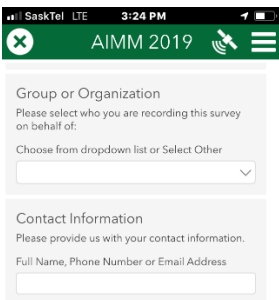 SaskTel LTE 3:24 PM
AIMM 2019
Group or Organization
Please select who you are recording this survey
on behalf of:
Choose from dropdown list or Select Other
Contact Information
Please provide us with your contact information.
Full Name, Phone Number or Email Address